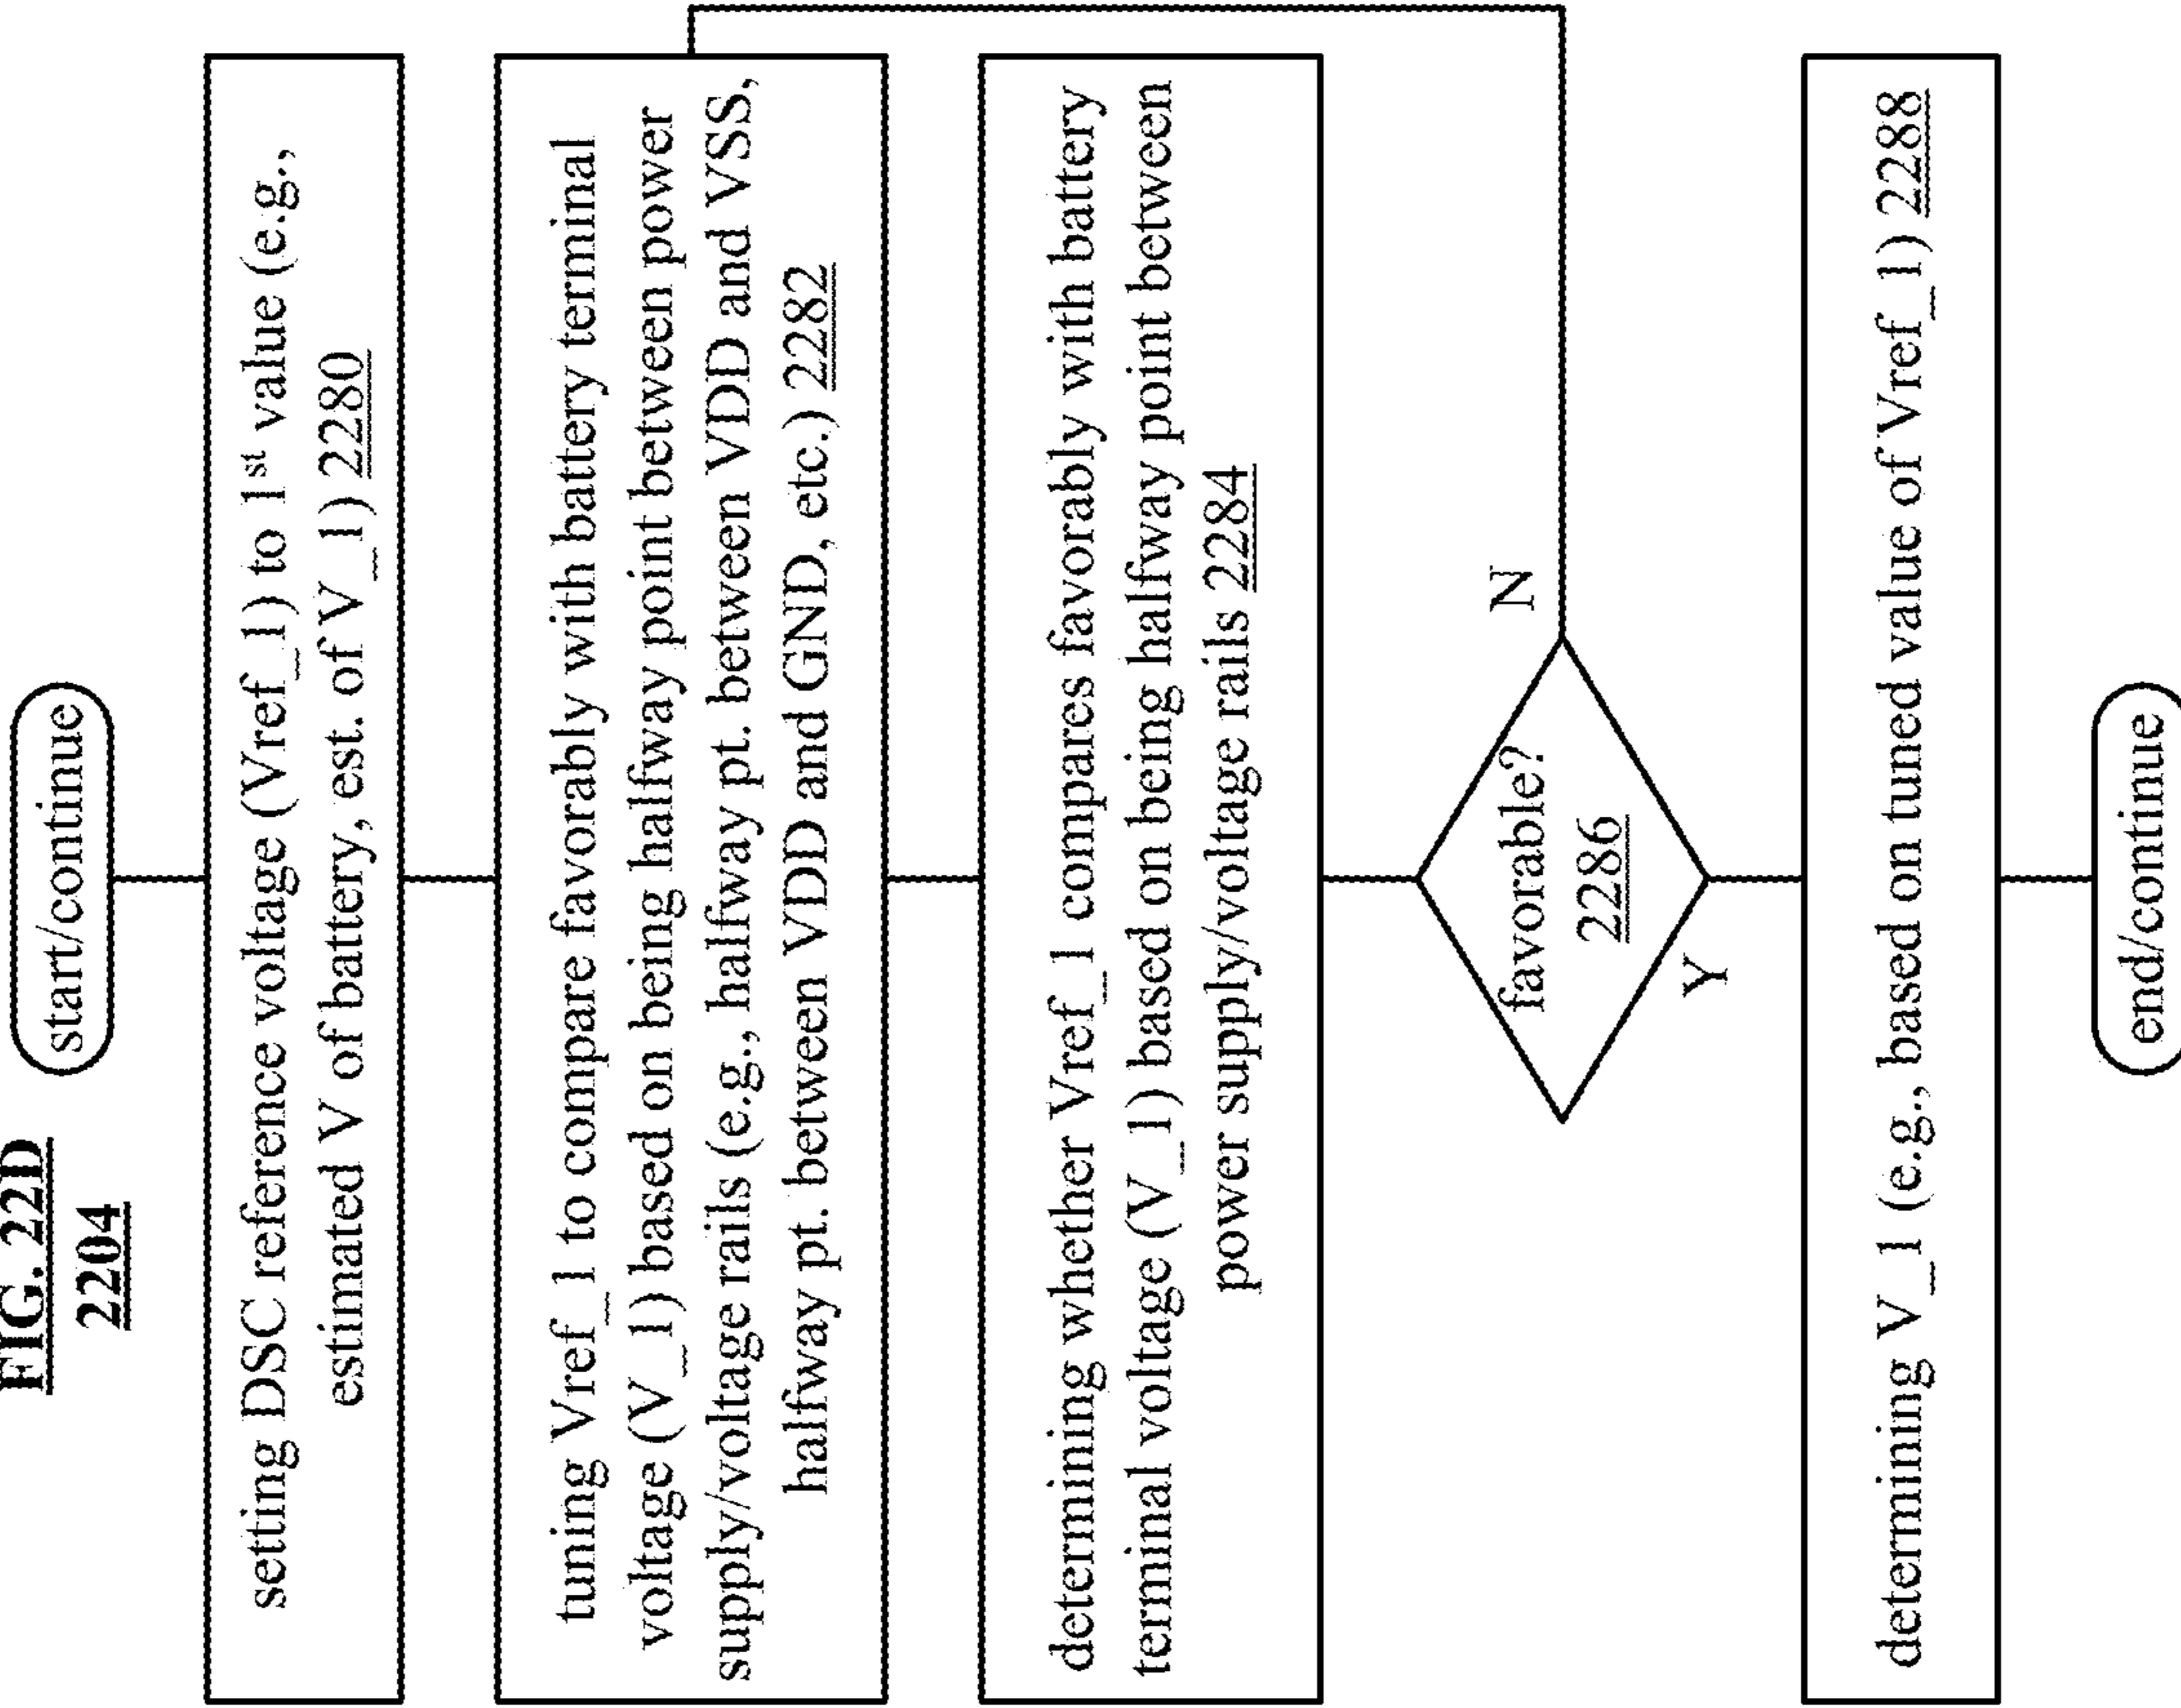 FIG. 22D
2204
start/continue
setting DSC reference voltage (Vref_1) to 1st value (e.g.,
estimated V of battery, est. of V_1) 2280
tuning Vref_1 to compare favorably with battery terminal
voltage (V_1) based on being halfway point between power
supply/voltage rails (e.g., halfway pt. between VDD and VSS,
halfway pt. between VDD and GND, etc.) 2282
determining whether Vref_1 compares favorably with battery
terminal voltage (V_1) based on being halfway point between
power supply/voltage rails 2284
favorable?
2286
N
Y
determining V_1 (e.g., based on tuned value of Vref_1) 2288
end/continue